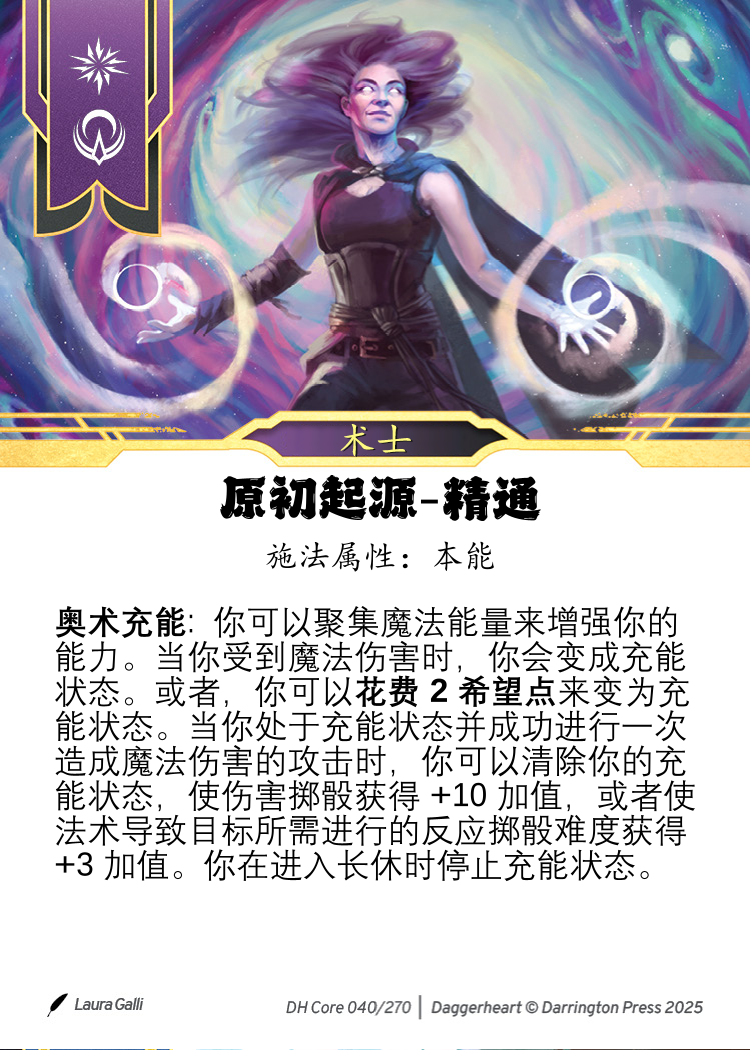 术士
原初起源-精通
施法属性：本能
奥术充能：你可以聚集魔法能量来增强你的
能力。当你受到魔法伤害时，你会变成充能
状态。或者，你可以花费 2 希望点来变为充
能状态。当你处于充能状态并成功进行一次
造成魔法伤害的攻击时，你可以清除你的充
能状态，使伤害掷骰获得 +10 加值，或者使
法术导致目标所需进行的反应掷骰难度获得
+3 加值。你在进入长休时停止充能状态。
Laura Galli
DH Core 040/270 | Daggerheart © Darrington Press 2025